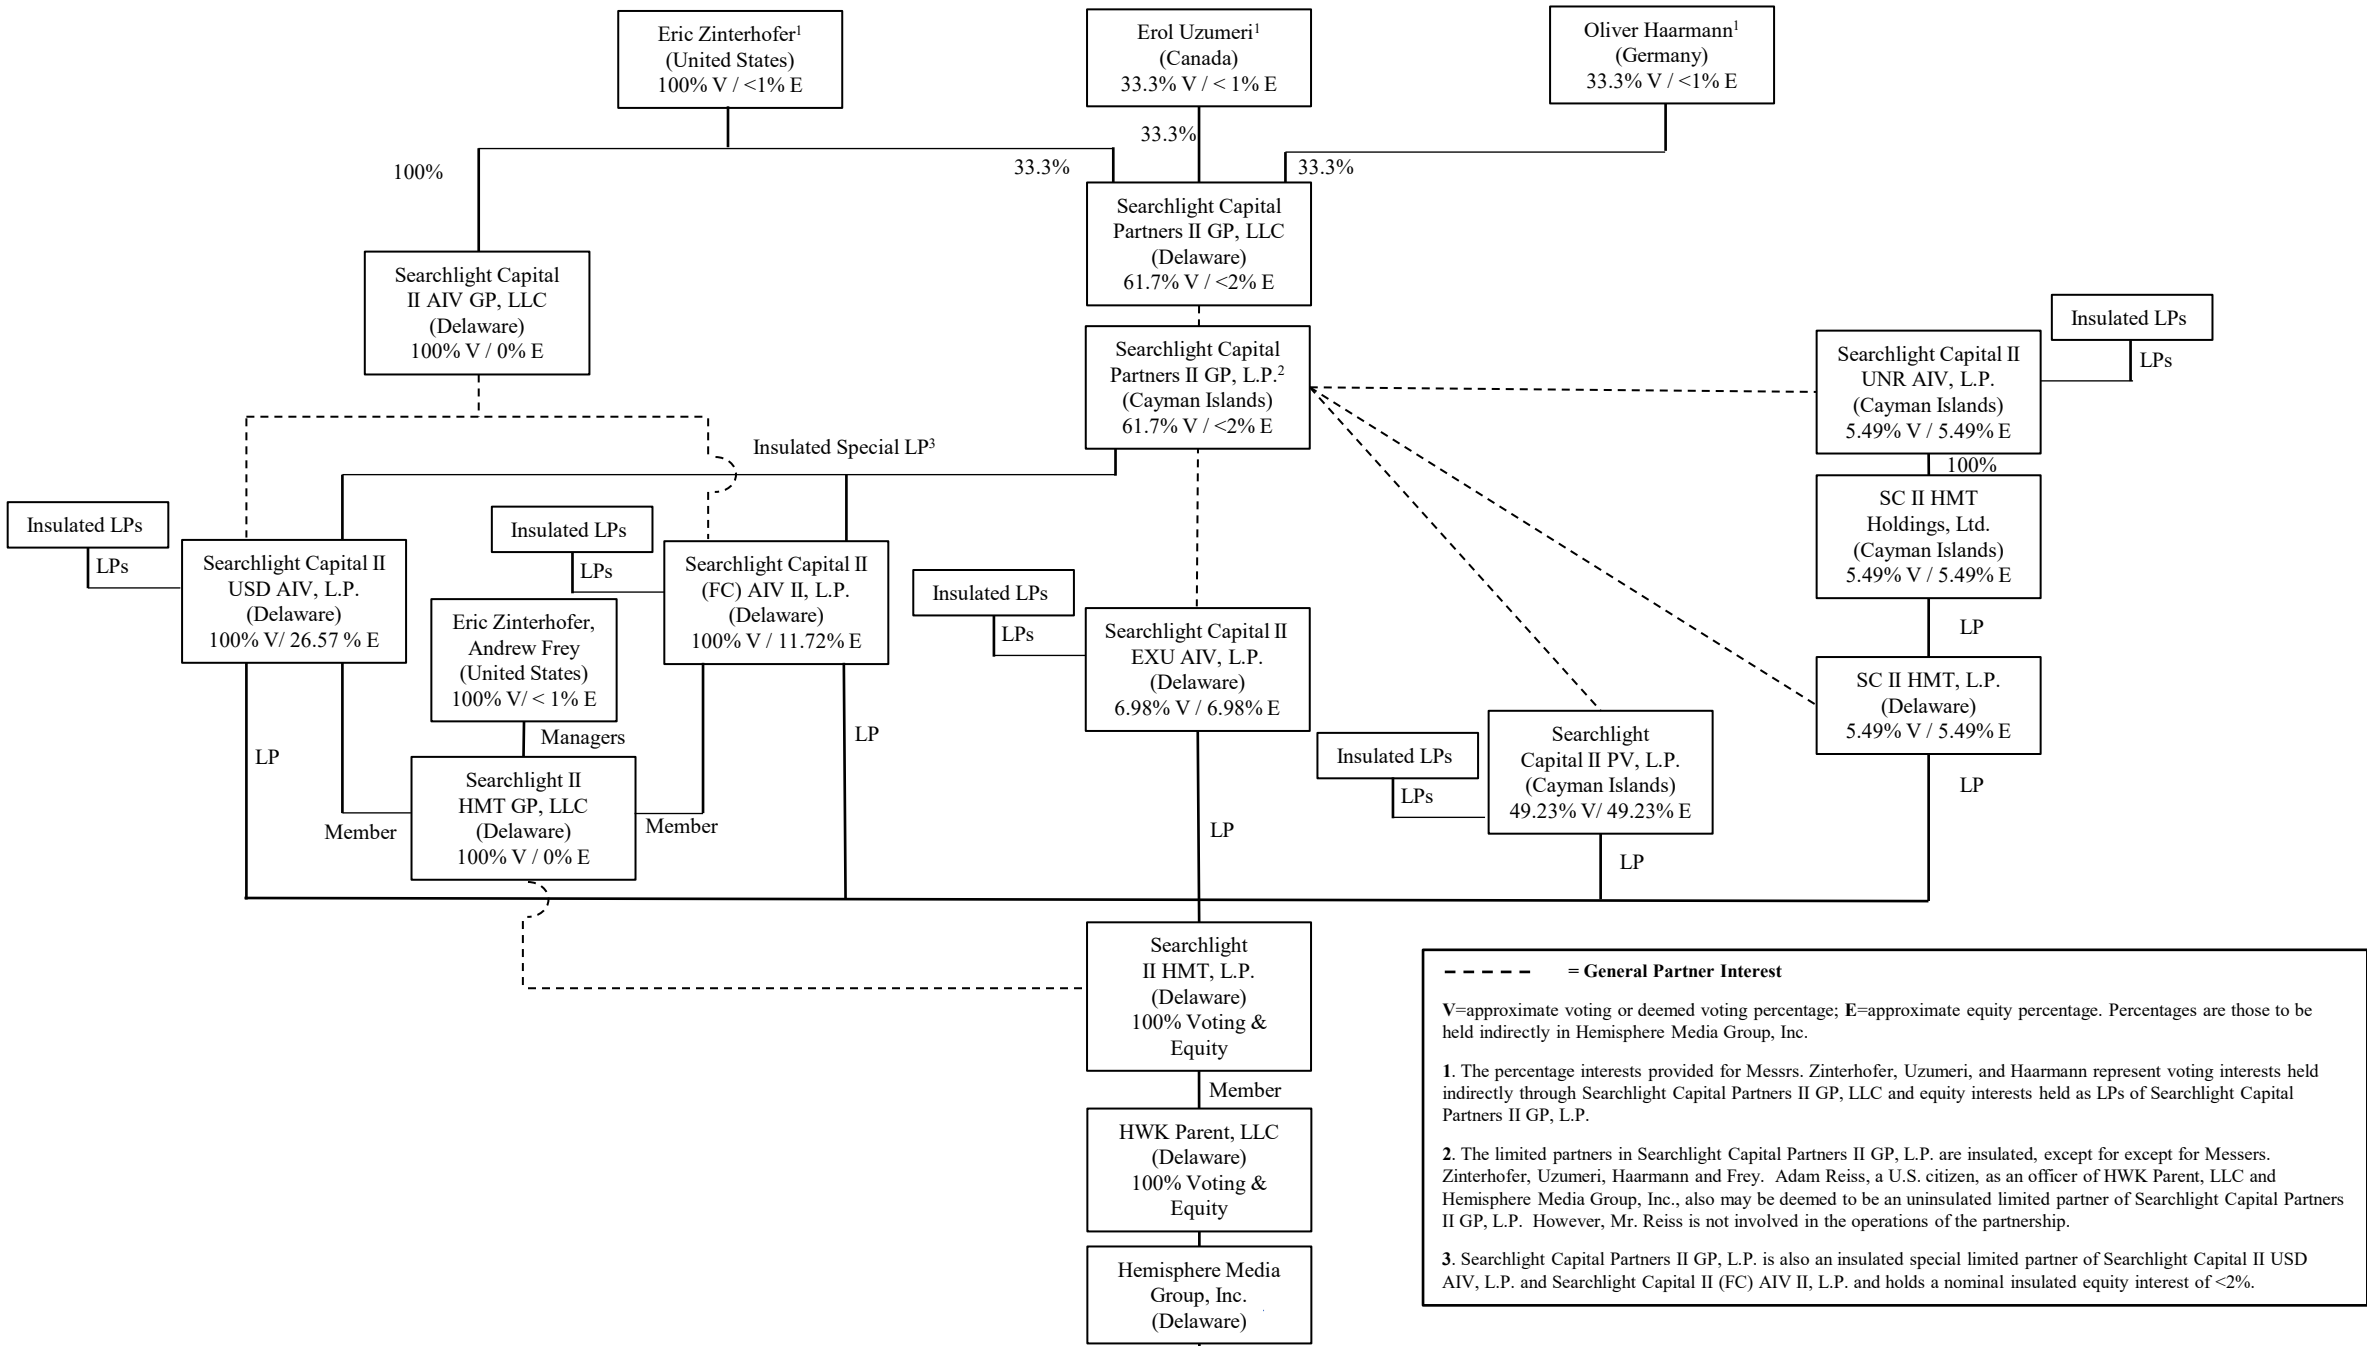 Eric Zinterhofer¹
(United States)
100% V / <1% E
Erol Uzumeri¹
(Canada)
33.3% V / < 1% E
Oliver Haarmann¹
(Germany)
33.3% V / <1% E
100%
33.3%
33.3%
33.3%
Searchlight Capital
Partners II GP, LLC
(Delaware)
61.7% V / <2% E
Searchlight Capital
II AIV GP, LLC
(Delaware)
100% V / 0% E
Searchlight Capital
Partners II GP, L.P.²
(Cayman Islands)
61.7% V / <2% E
Insulated LPs
LPs
Searchlight Capital II
UNR AIV, L.P.
(Cayman Islands)
5.49% V / 5.49% E
100%
SC II HMT
Holdings, Ltd.
(Cayman Islands)
5.49% V / 5.49% E
LP
SC II HMT, L.P.
(Delaware)
5.49% V / 5.49% E
LP
Insulated Special LP³
Insulated LPs
LPs
Searchlight Capital II
USD AIV, L.P.
(Delaware)
100% V/ 26.57 % E
Insulated LPs
LPs
Searchlight Capital II
(FC) AIV II, L.P.
(Delaware)
100% V / 11.72% E
Eric Zinterhofer,
Andrew Frey
(United States)
100% V/ < 1% E
Managers
Insulated LPs
LPs
Searchlight Capital II
EXU AIV, L.P.
(Delaware)
6.98% V / 6.98% E
Insulated LPs
LPs
Searchlight
Capital II PV, L.P.
(Cayman Islands)
49.23% V/ 49.23% E
LP
LP
Member
Searchlight II
HMT GP, LLC
(Delaware)
100% V / 0% E
Member
LP
LP
Searchlight
II HMT, L.P.
(Delaware)
100% Voting &
Equity
Member
HWK Parent, LLC
(Delaware)
100% Voting &
Equity
Hemisphere Media
Group, Inc.
(Delaware)
= General Partner Interest
V=approximate voting or deemed voting percentage; E=approximate equity percentage. Percentages are those to be
held indirectly in Hemisphere Media Group, Inc.
1. The percentage interests provided for Messrs. Zinterhofer, Uzumeri, and Haarmann represent voting interests held
indirectly through Searchlight Capital Partners II GP, LLC and equity interests held as LPs of Searchlight Capital
Partners II GP, L.P.
2. The limited partners in Searchlight Capital Partners II GP, L.P. are insulated, except for except for Messers.
Zinterhofer, Uzumeri, Haarmann and Frey. Adam Reiss, a U.S. citizen, as an officer of HWK Parent, LLC and
Hemisphere Media Group, Inc., also may be deemed to be an uninsulated limited partner of Searchlight Capital Partners
II GP, L.P. However, Mr. Reiss is not involved in the operations of the partnership.
3. Searchlight Capital Partners II GP, L.P. is also an insulated special limited partner of Searchlight Capital II USD
AIV, L.P. and Searchlight Capital II (FC) AIV II, L.P. and holds a nominal insulated equity interest of <2%.